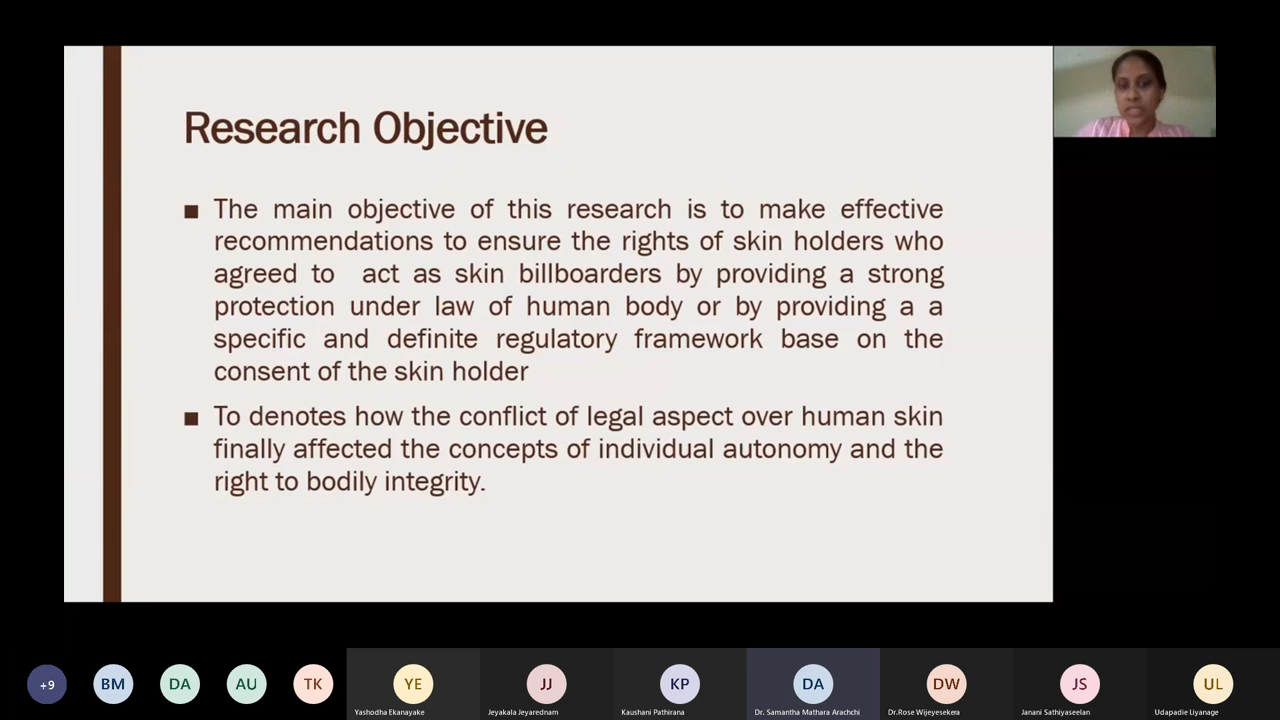 Research Objective
■ The main objective of this research is to make effective
recommendations to ensure the rights of skin holders who
agreed to act as skin billboarders by providing a strong
protection under law of human body or by providing a a
specific and definite regulatory framework base on the
consent of the skin holder
■ To denotes how the conflict of legal aspect over human skin
finally affected the concepts of individual autonomy and the
right to bodily integrity.
+9
BM
DA
AU
TK
YE
JJ
KP
DA
DW
JS
UL
Yashodha Ekanayake
Jeyakala Jeyarednam
Kaushani Pathirana
Dr. Samantha Mathara Arachchi
Dr.Rose Wijeyesekera
Janani Sathiyaseelan
Udapadie Liyanage